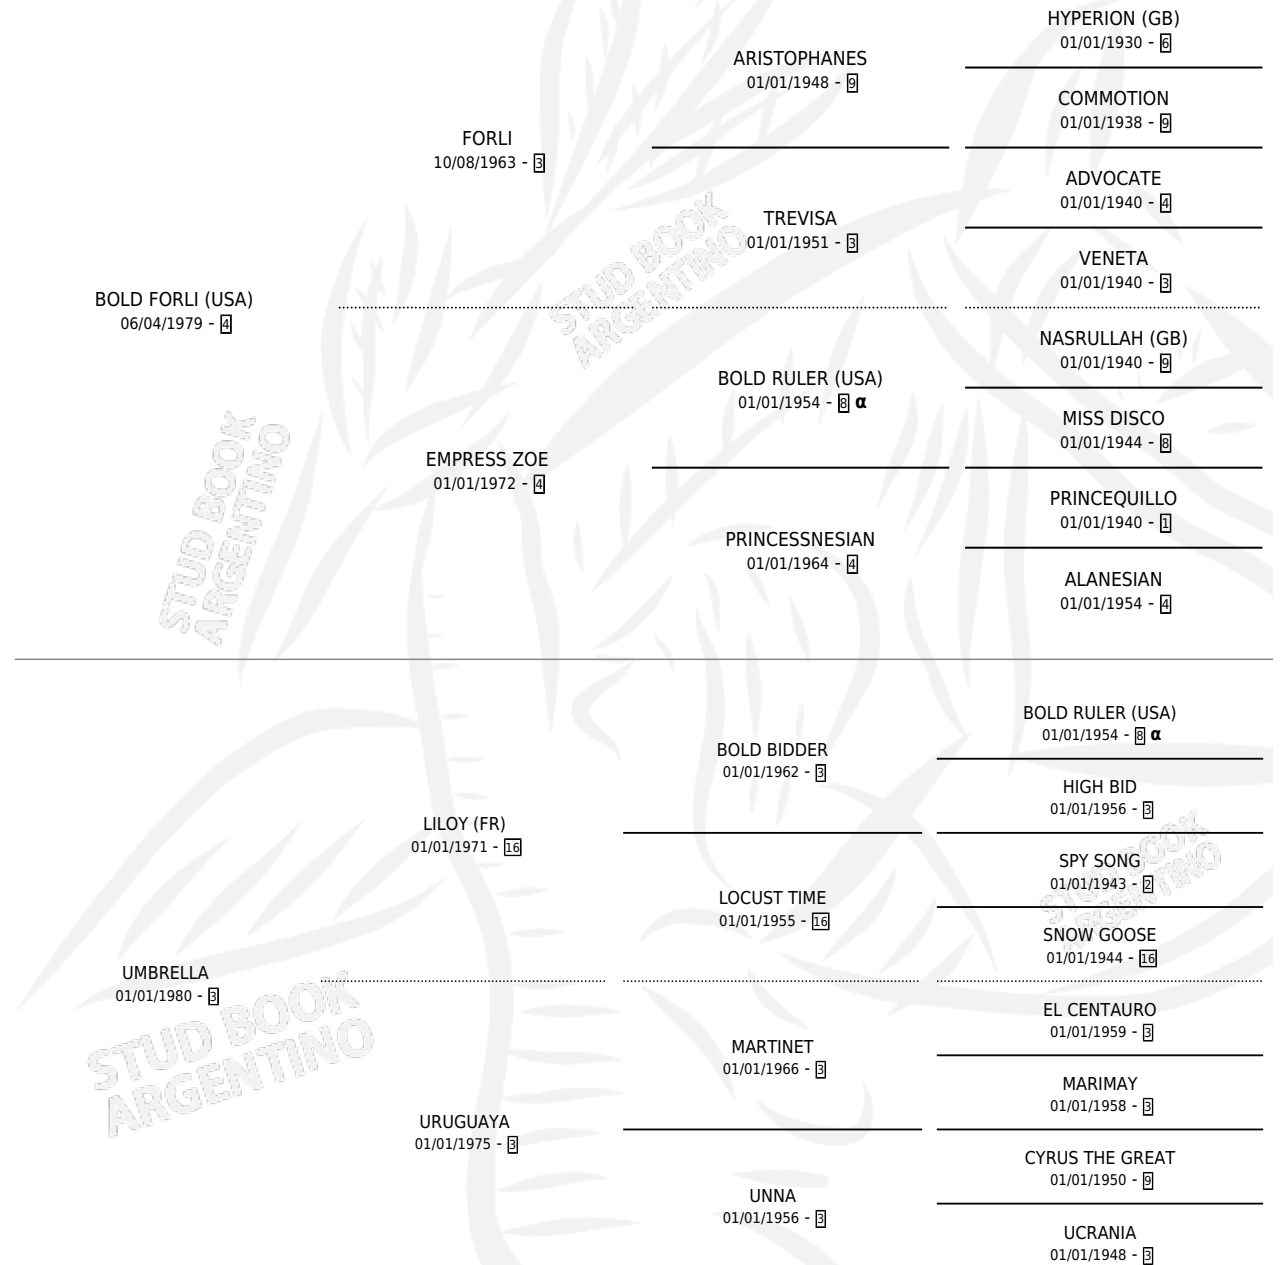 HYPERION (GB)
01/01/1930 - 6
ARISTOPHANES
01/01/1948 - 9
COMMOTION
01/01/1938 - 9
FORLI
10/08/1963 - 3
ADVOCATE
01/01/1940 - 4
TREVISA
01/01/1951 - 3
VENETA
01/01/1940 - 3
BOLD FORLI (USA)
06/04/1979 - 4
NASRULLAH (GB)
01/01/1940 - 9
BOLD RULER (USA)
01/01/1954 - 8 α
MISS DISCO
01/01/1944 - 8
EMPRESS ZOE
01/01/1972 - 4
PRINCEQUILLO
01/01/1940 - 1
PRINCESSNESIAN
01/01/1964 - 4
ALANESIAN
01/01/1954 - 4
STUD BOOK
ARGENTINO
STUD BOOK
ARGENTINO
BOLD RULER (USA)
01/01/1954 - 8 α
BOLD BIDDER
01/01/1962 - 3
HIGH BID
01/01/1956 - 3
LILOY (FR)
01/01/1971 - 16
SPY SONG
01/01/1943 - 2
LOCUST TIME
01/01/1955 - 16
SNOW GOOSE
01/01/1944 - 16
UMBRELLA
01/01/1980 - 3
EL CENTAURO
01/01/1959 - 3
MARTINET
01/01/1966 - 3
MARIMAY
01/01/1958 - 3
URUGUAYA
01/01/1975 - 3
CYRUS THE GREAT
01/01/1950 - 9
UNNA
01/01/1956 - 3
UCRANIA
01/01/1948 - 3
STUD BOOK
ARGENTINO
STUD BOOK
ARGENTINO